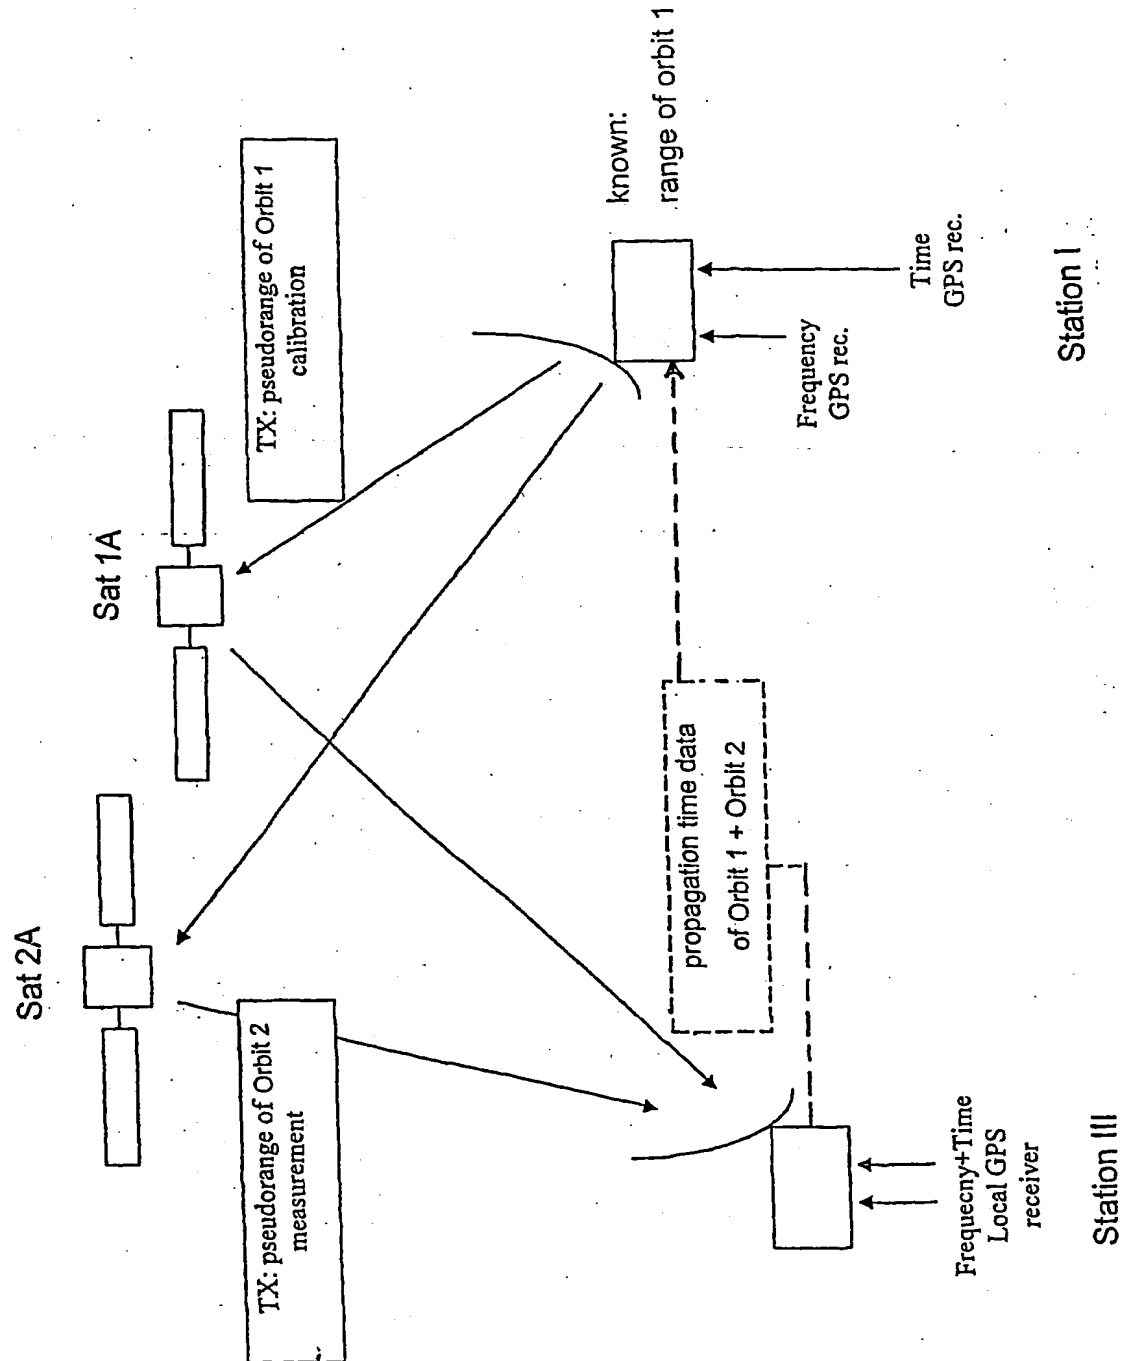 Sat 2A
Sat 1A
TX: pseudorange of Orbit 2
measurement
TX: pseudorange of Orbit 1
calibration
known:
range of orbit 1
propagation time data
of Orbit 1 + Orbit 2
Frequecny+Time
Local GPS
receiver
Frequency
GPS rec.
Time
GPS rec.
Station III
Station I